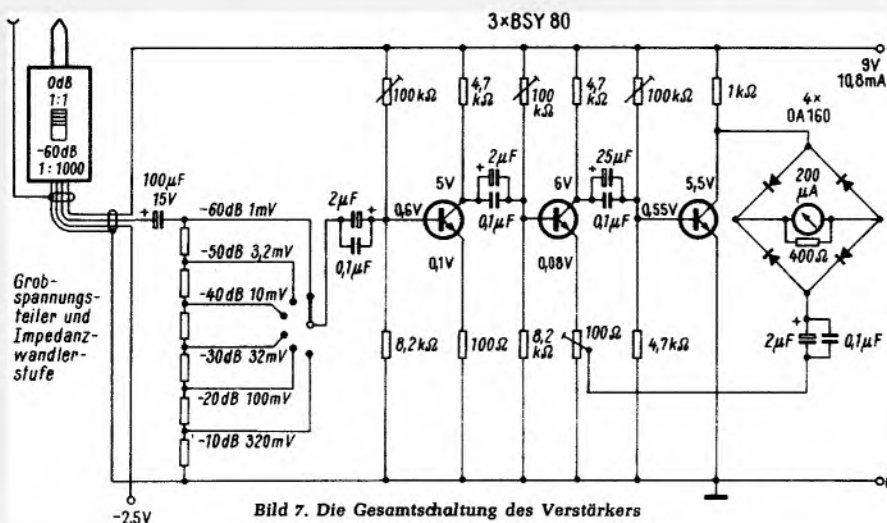 3×BSY 80
0dB
1:1
-60dB
1:1000
100µF
15V
Grob-
spannungs-
teiler und
Impedanz-
wandler-
stufe
-2,5V
-60dB 1mV
-50dB 3,2mV
-40dB 10mV
-30dB 32mV
-20dB 100mV
-10dB 320mV
2µF
0,1µF
100kΩ
0,6V
8,2kΩ
4,7
kΩ
5V
0,1V
100Ω
2µF
0,1µF
100
kΩ
8,2
kΩ
4,7
kΩ
6V
0,08V
100Ω
25µF
0,1µF
100kΩ
0,55V
4,7kΩ
1kΩ
5,5V
9V
10,8mA
4×
0A160
200
µA
400Ω
2µF
0,1µF
Bild 7. Die Gesamtschaltung des Verstärkers